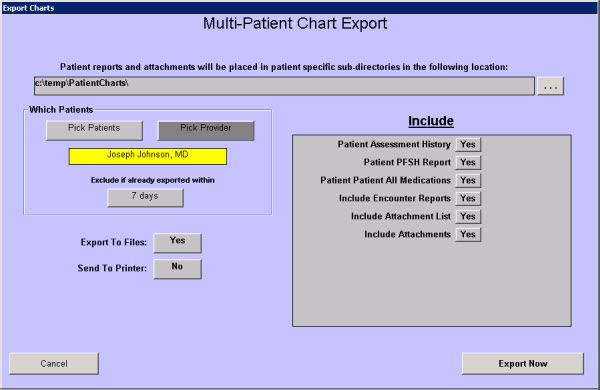 Export Charts
Multi-Patient Chart Export
Patient reports and attachments will be placed in patient specific sub-directories in the following location:
c:\temp\PatientCharts\
...
Which Patients
Pick Patients
Pick Provider
Joseph Johnson, MD
Exclude if already exported within
7 days
Export To Files: Yes
Send To Printer: No
Include
Patient Assessment History Yes
Patient PFSH Report Yes
Patient Patient All Medications Yes
Include Encounter Reports Yes
Include Attachment List Yes
Include Attachments Yes
Cancel
Export Now